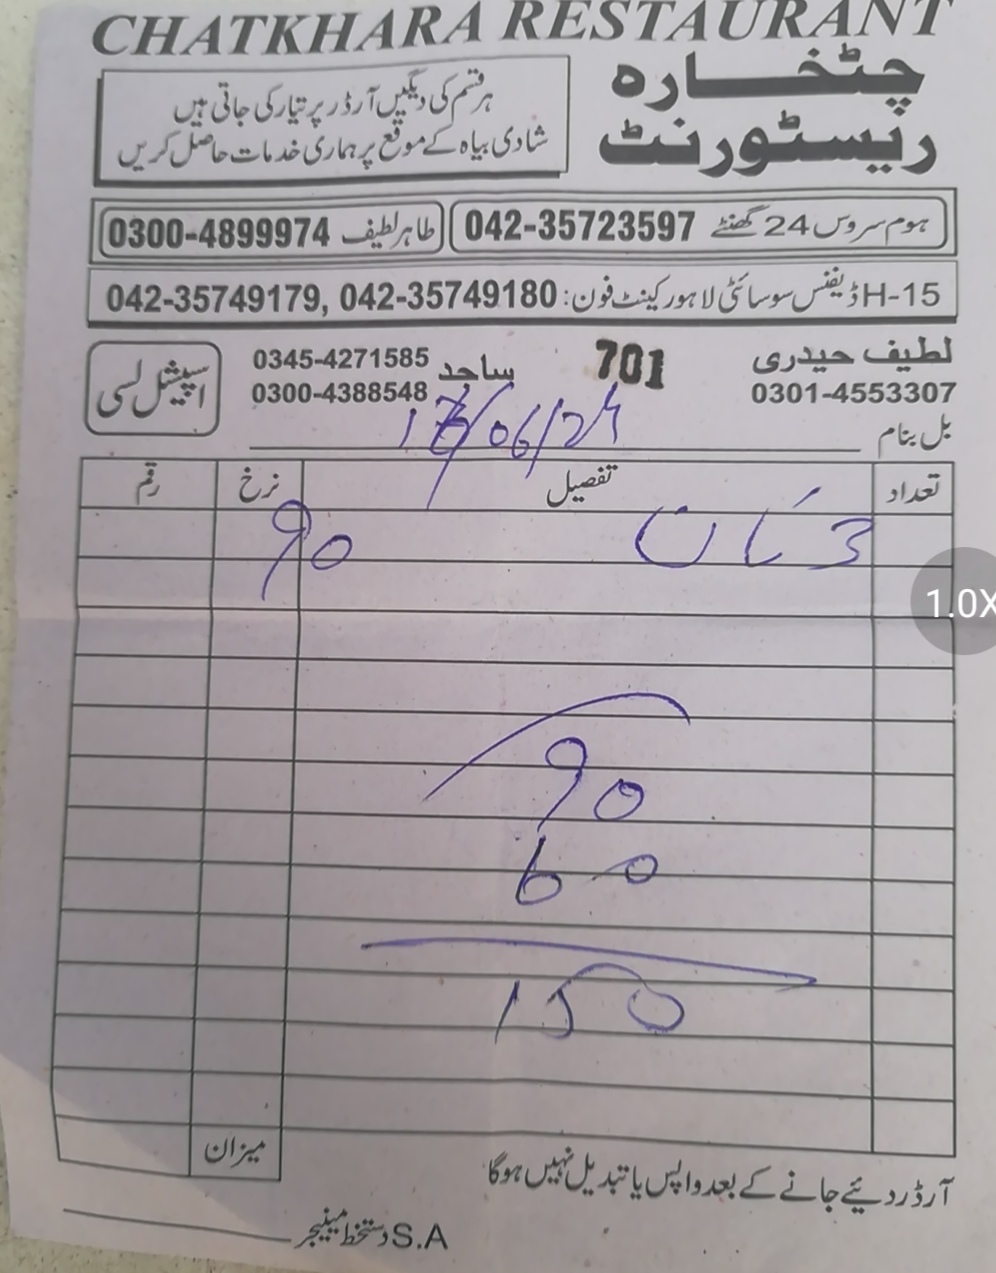 CHATKHARA RESTAURANT
چٹخارہ
ریسٹورنٹ
ہر قسم کی دیگیں آرڈر پر تیار کی جاتی ہیں
شادی بیاہ کے موقع پر ہماری خدمات حاصل کریں
ہوم سروس 24 گھنٹے 042-35723597
طاہر لطیف 0300-4899974
H-15 ڈیفنس سوسائٹی لاہور کینٹ فون: 042-35749180 ,042-35749179
لطیف حیدری 701 ساجد 0345-4271585
0301-4553307 0300-4388548
اسپیشل لسی
بل بنام 17/06/24
تعداد تفصیل نرخ رقم
3 نان 90
1.0X
90
60
150
میزان
آرڈر دئیے جانے کے بعد واپس یا تبدیل نہیں ہوگا
S.A دستخط مینیجر